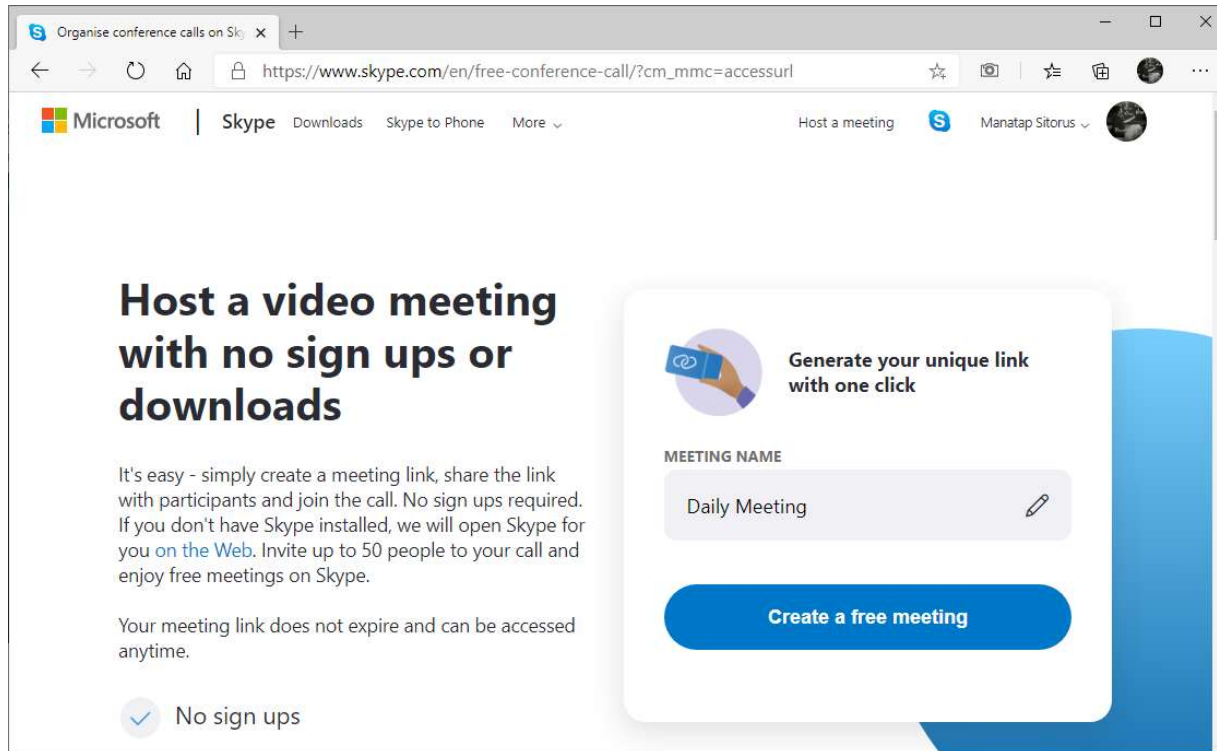 Organise conference calls on Sky
https://www.skype.com/en/free-conference-call/?cm_mmc=accessurl
Microsoft Skype Downloads Skype to Phone More Host a meeting Manatap Sitorus
Host a video meeting
with no sign ups or
downloads
It's easy - simply create a meeting link, share the link
with participants and join the call. No sign ups required.
If you don't have Skype installed, we will open Skype for
you on the Web. Invite up to 50 people to your call and
enjoy free meetings on Skype.
Your meeting link does not expire and can be accessed
anytime.
No sign ups
Generate your unique link
with one click
MEETING NAME
Daily Meeting
Create a free meeting